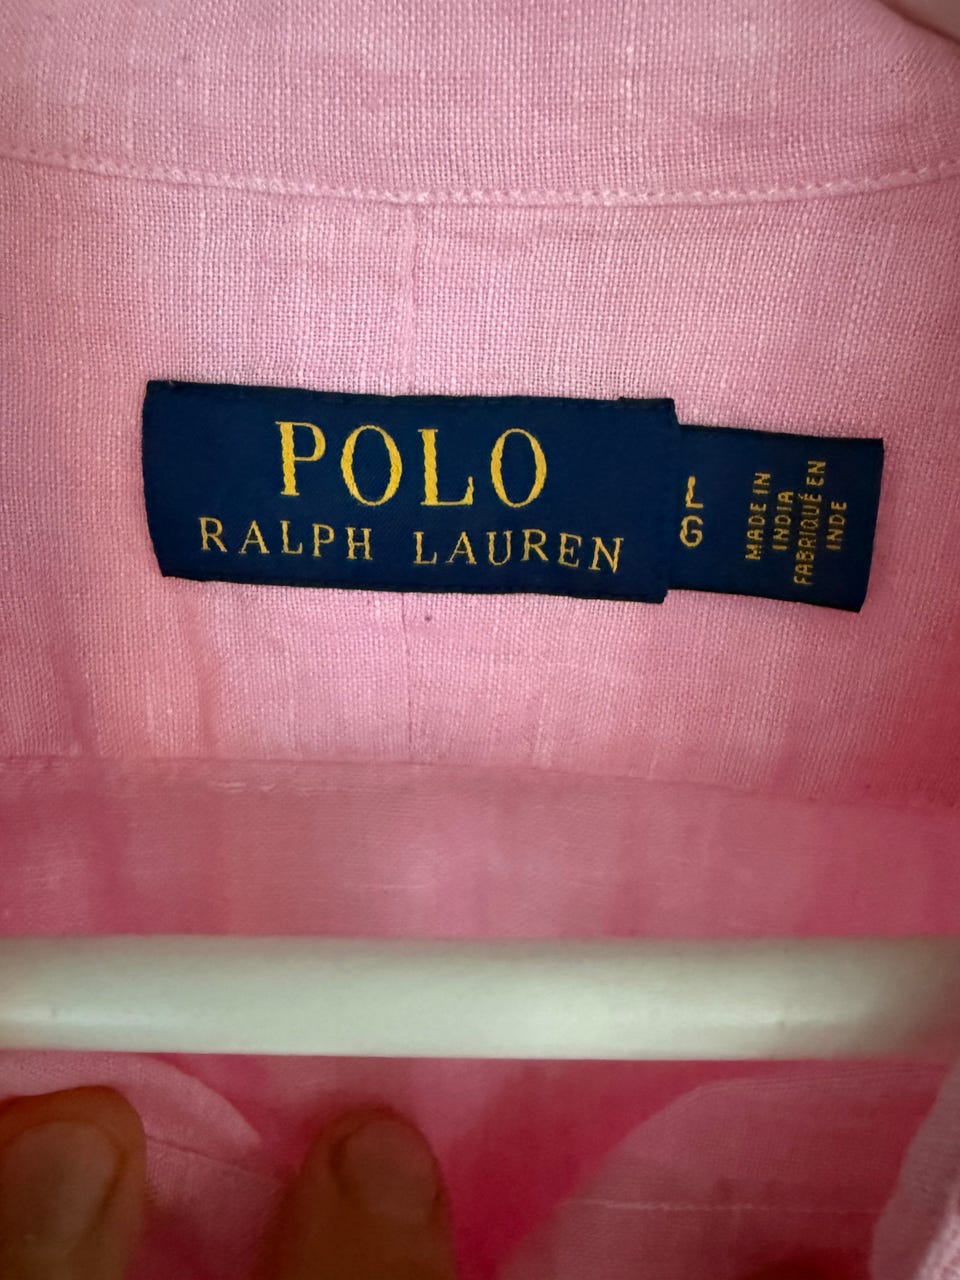 POLO
RALPH LAUREN
L
G
MADE IN
INDIA
FABRIQUÉ EN
INDE